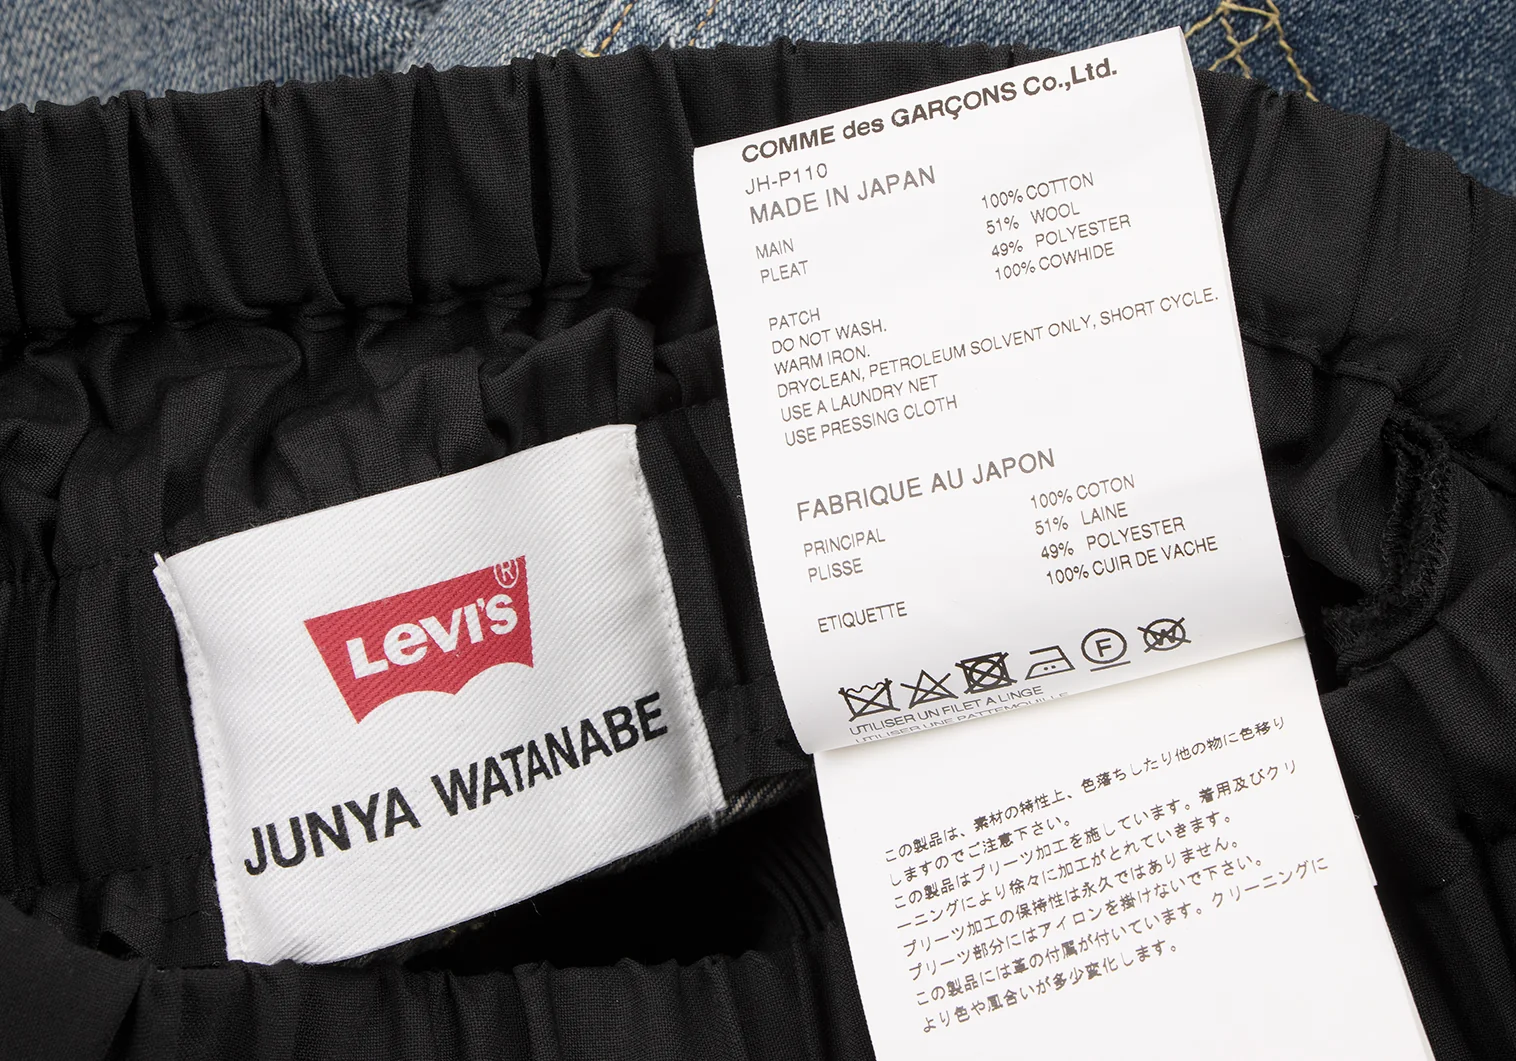 LEVI'S®
JUNYA WATANABE
COMME des GARÇONS Co.,Ltd.
JH-P110
MADE IN JAPAN
MAIN 100% COTTON
PLEAT 51% WOOL
49% POLYESTER
PATCH 100% COWHIDE
DO NOT WASH.
WARM IRON.
DRYCLEAN, PETROLEUM SOLVENT ONLY, SHORT CYCLE.
USE A LAUNDRY NET
USE PRESSING CLOTH
FABRIQUE AU JAPON
PRINCIPAL 100% COTON
PLISSE 51% LAINE
49% POLYESTER
ETIQUETTE 100% CUIR DE VACHE
F
W
UTILISER UN FILET A LINGE
UTILISER UNE PATTEMOUILLE
この製品は、素材の特性上、色落ちしたり他の物に色移り
しますのでご注意下さい。
この製品はプリーツ加工を施しています。着用及びクリ
ーニングにより徐々に加工がとれていきます。
プリーツ加工の保持性は永久ではありません。
プリーツ部分にはアイロンを掛けないで下さい。
この製品には革の付属が付いています。クリーニングに
より色や風合いが多少変化します。